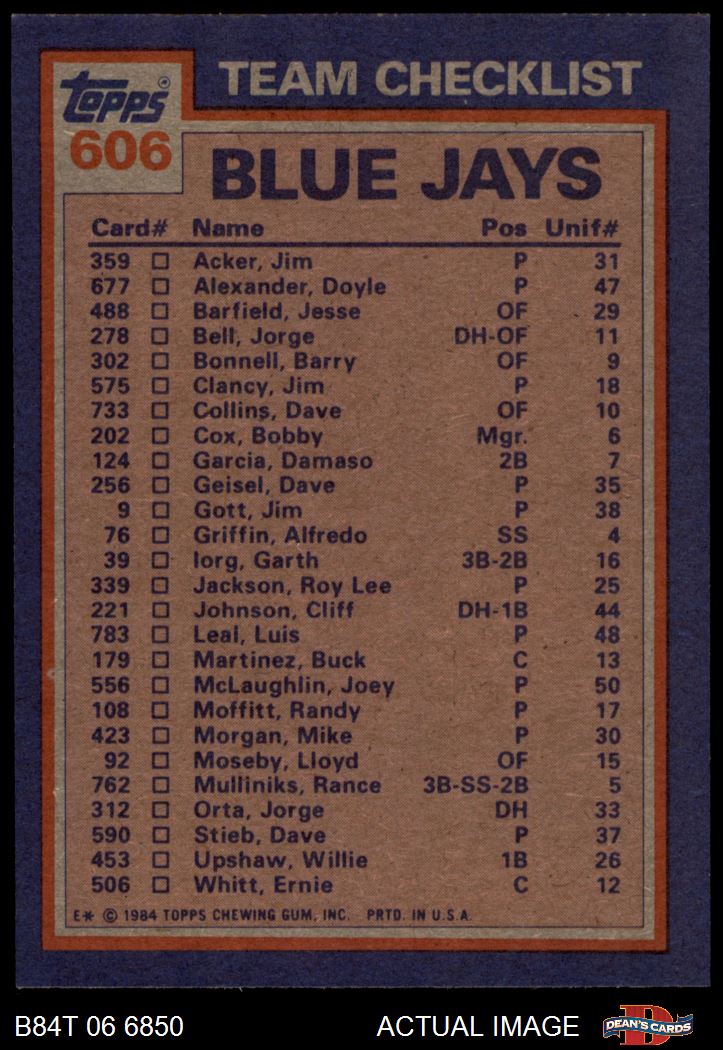 TEAM CHECKLIST
Topps®
606
BLUE JAYS
Card# Name Pos Unif#
359 Acker, Jim P 31
677 Alexander, Doyle P 47
488 Barfield, Jesse OF 29
278 Bell, Jorge DH-OF 11
302 Bonnell, Barry OF 9
575 Clancy, Jim P 18
733 Collins, Dave OF 10
202 Cox, Bobby Mgr. 6
124 Garcia, Damaso 2B 7
256 Geisel, Dave P 35
9 Gott, Jim P 38
76 Griffin, Alfredo SS 4
39 Iorg, Garth 3B-2B 16
339 Jackson, Roy Lee P 25
221 Johnson, Cliff DH-1B 44
783 Leal, Luis P 48
179 Martinez, Buck C 13
556 McLaughlin, Joey P 50
108 Moffitt, Randy P 17
423 Morgan, Mike P 30
92 Moseby, Lloyd OF 15
762 Mulliniks, Rance 3B-SS-2B 5
312 Orta, Jorge DH 33
590 Stieb, Dave P 37
453 Upshaw, Willie 1B 26
506 Whitt, Ernie C 12
E* © 1984 TOPPS CHEWING GUM, INC. PRTD. IN U.S.A.
B84T 06 6850 ACTUAL IMAGE D DEAN'S CARDS